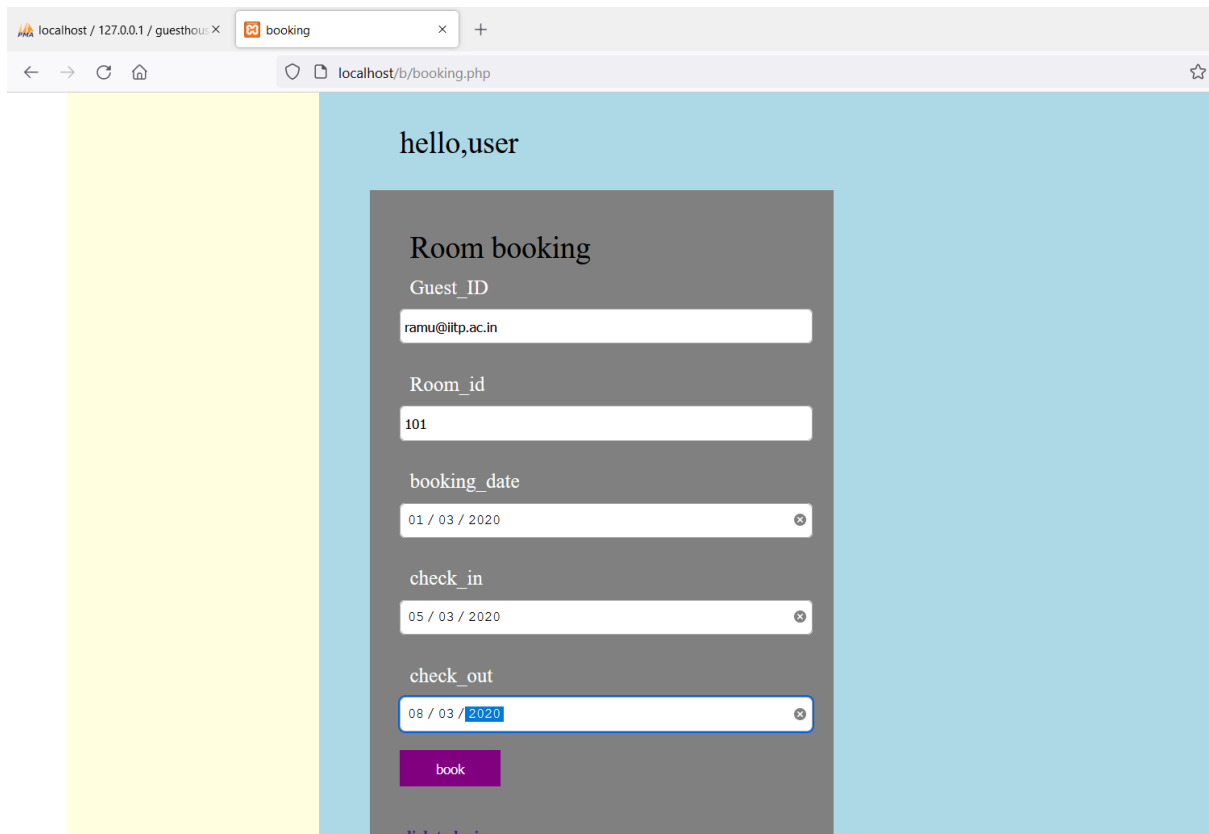 localhost / 127.0.0.1 / guesthous
booking
localhost/b/booking.php
hello,user
Room booking
Guest_ID
ramu@iitp.ac.in
Room_id
101
booking_date
01 / 03 / 2020
check_in
05 / 03 / 2020
check_out
08 / 03 / 2020
book